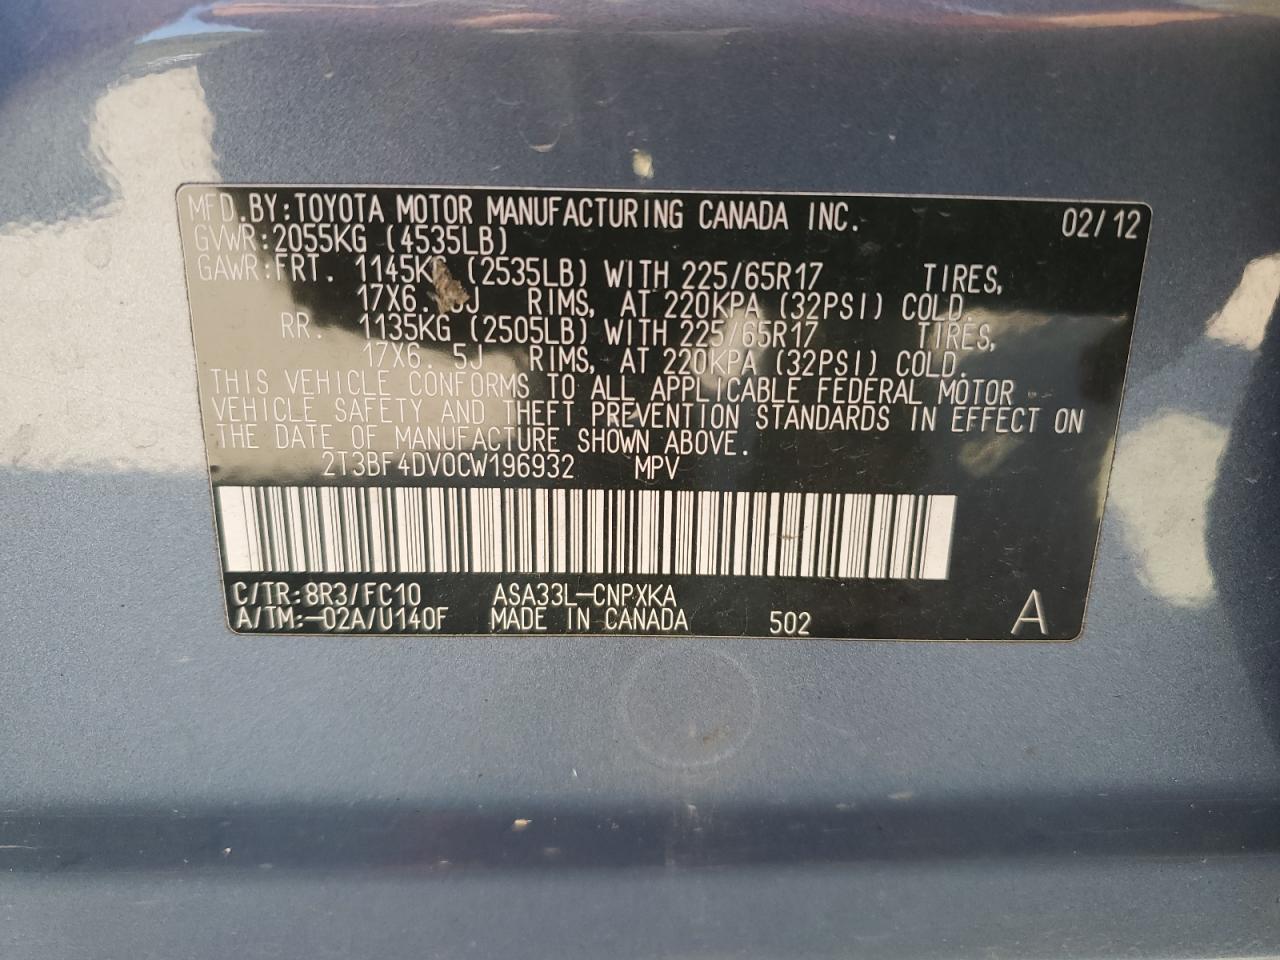 MFD.BY:TOYOTA MOTOR MANUFACTURING CANADA INC. 02/12
GVWR:2055KG (4535LB)
GAWR:FRT. 1145KG (2535LB) WITH 225/65R17 TIRES,
17X6. 5J RIMS, AT 220KPA (32PSI) COLD.
RR. 1135KG (2505LB) WITH 225/65R17 TIRES,
17X6. 5J RIMS, AT 220KPA (32PSI) COLD.
THIS VEHICLE CONFORMS TO ALL APPLICABLE FEDERAL MOTOR
VEHICLE SAFETY AND THEFT PREVENTION STANDARDS IN EFFECT ON
THE DATE OF MANUFACTURE SHOWN ABOVE.
2T3BF4DV0CW196932 MPV
C/TR:8R3/FC10 ASA33L-CNPXKA
A/TM:-02A/U140F MADE IN CANADA 502 A